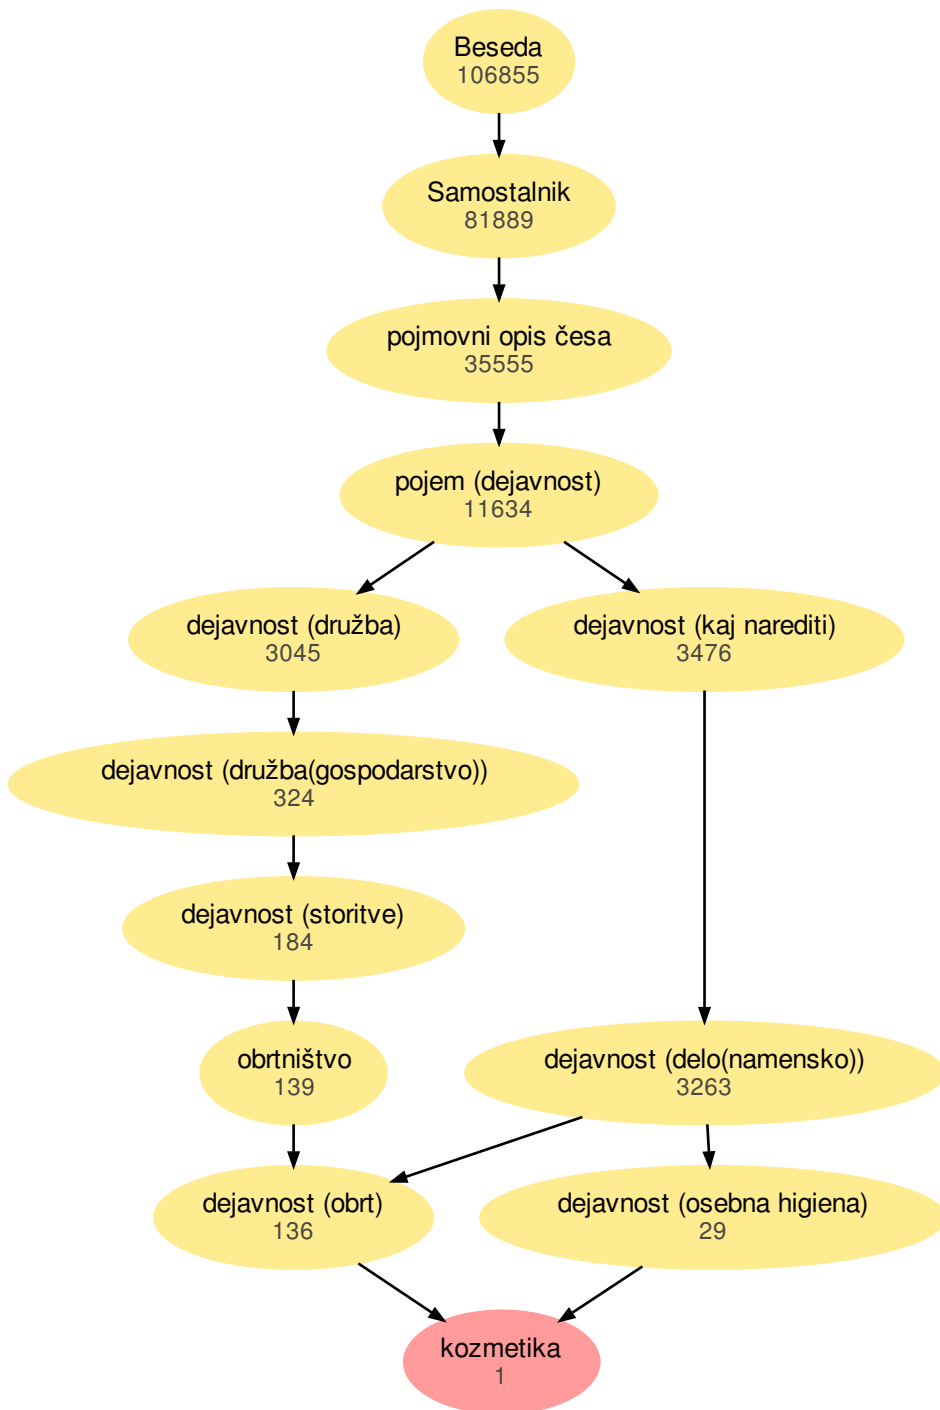 Beseda
106855
Samostalnik
81889
pojmovni opis česa
35555
pojem (dejavnost)
11634
dejavnost (družba)
3045
dejavnost (kaj narediti)
3476
dejavnost (družba(gospodarstvo))
324
dejavnost (storitve)
184
obrtništvo
139
dejavnost (delo(namensko))
3263
dejavnost (obrt)
136
dejavnost (osebna higiena)
29
kozmetika
1